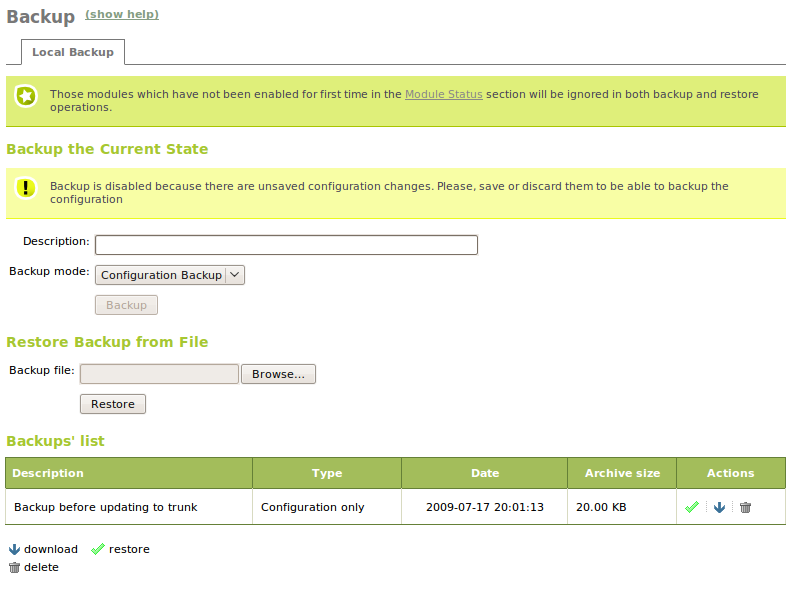 Backup (show help)
Local Backup
Those modules which have not been enabled for first time in the Module Status section will be ignored in both backup and restore
operations.
Backup the Current State
Backup is disabled because there are unsaved configuration changes. Please, save or discard them to be able to backup the
configuration
Description:
Backup mode: Configuration Backup
Backup
Restore Backup from File
Backup file: Browse...
Restore
Backups' list
Description Type Date Archive size Actions
Backup before updating to trunk Configuration only 2009-07-17 20:01:13 20.00 KB
download restore
delete